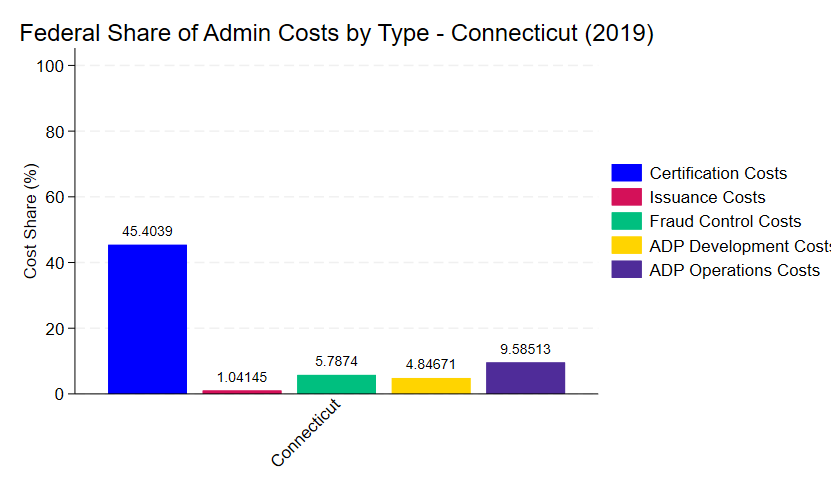 Federal Share of Admin Costs by Type - Connecticut (2019)
Cost Share (%)
100
80
60
40
20
0
45.4039
1.04145
5.7874
4.84671
9.58513
Connecticut
Certification Costs
Issuance Costs
Fraud Control Costs
ADP Development Costs
ADP Operations Costs